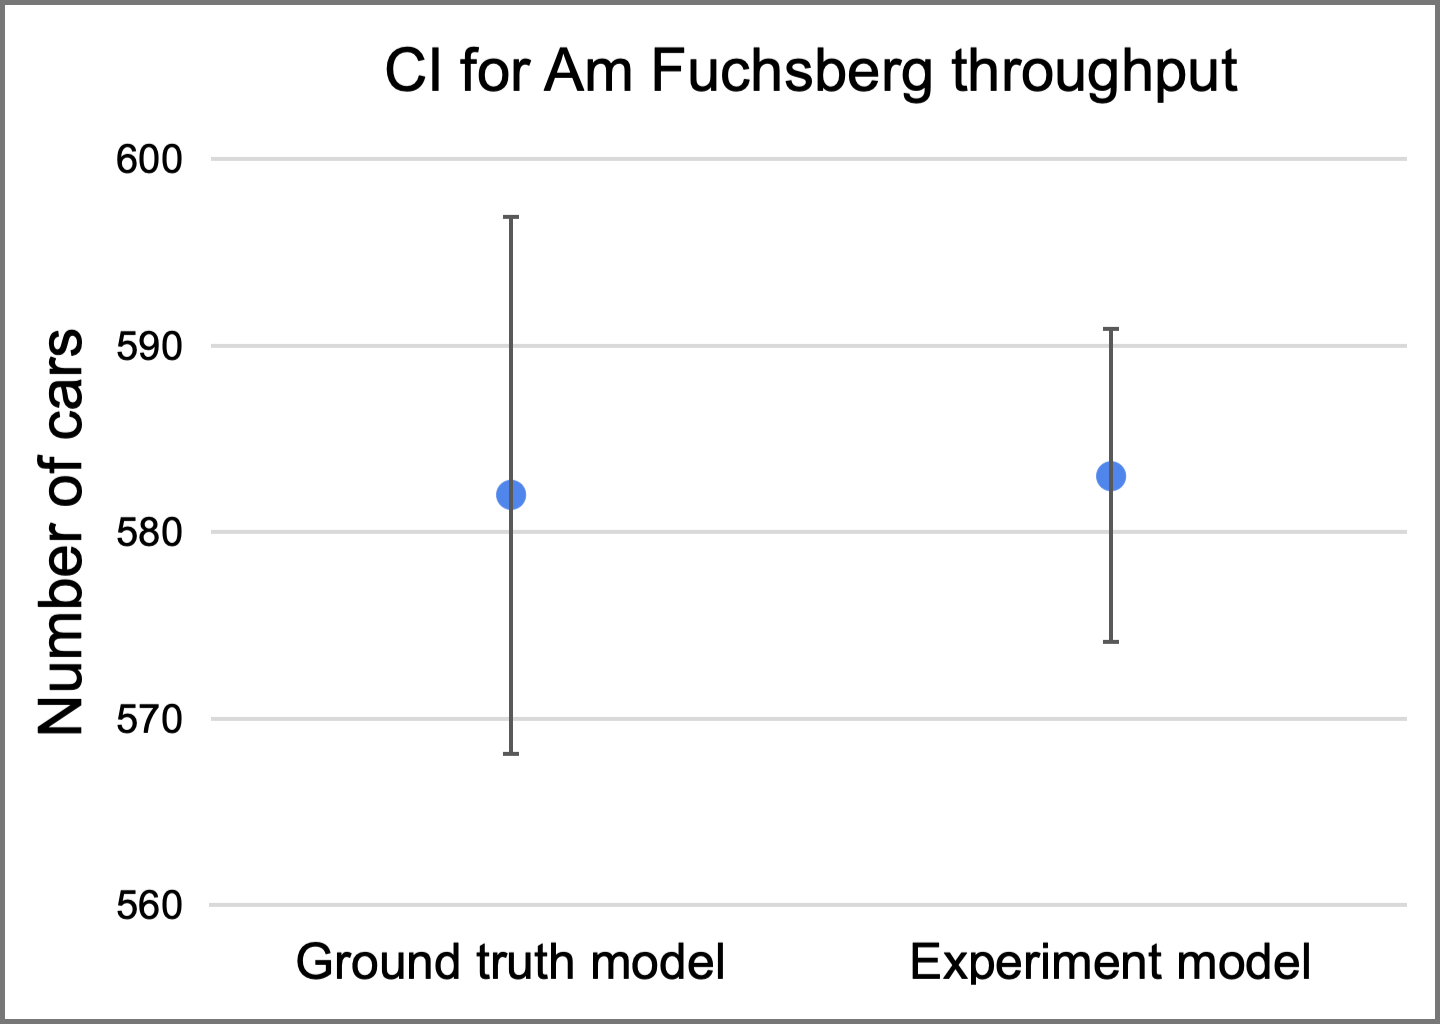 CI for Am Fuchsberg throughput
Number of cars
600
590
580
570
560
Ground truth model
Experiment model